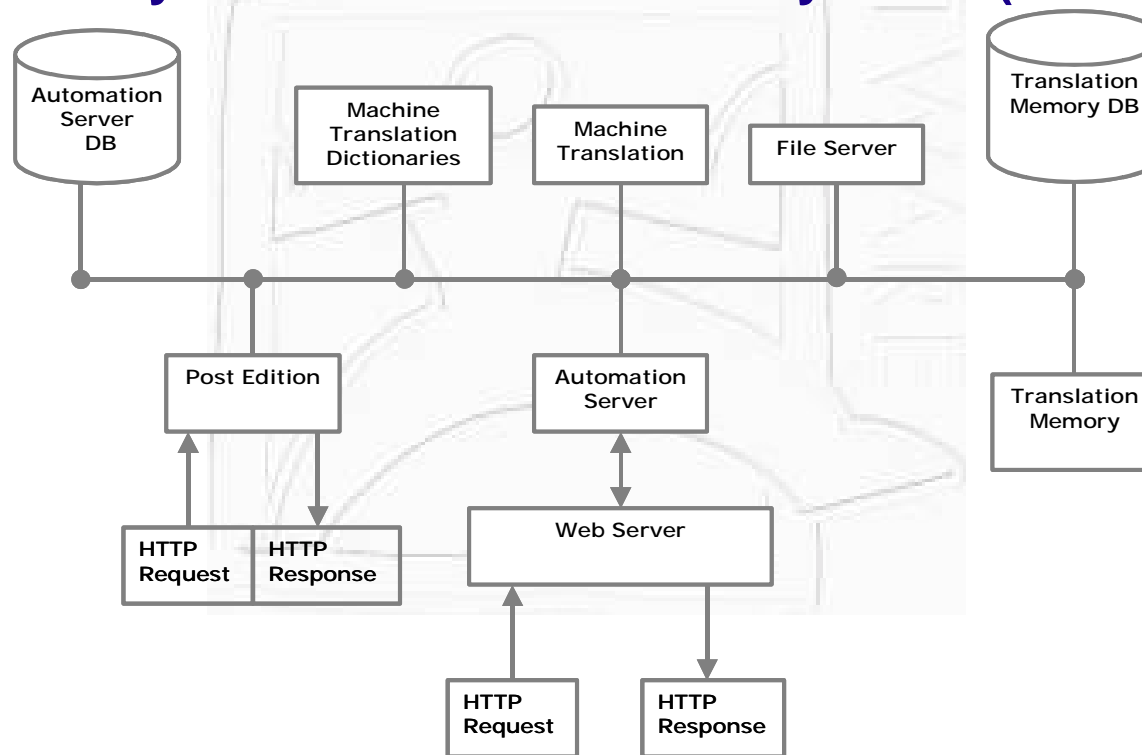 Automation
Server
DB
Machine
Translation
Dictionaries
Machine
Translation
File Server
Translation
Memory DB
Post Edition
Automation
Server
Translation
Memory
HTTP
Request
HTTP
Response
Web Server
HTTP
Request
HTTP
Response